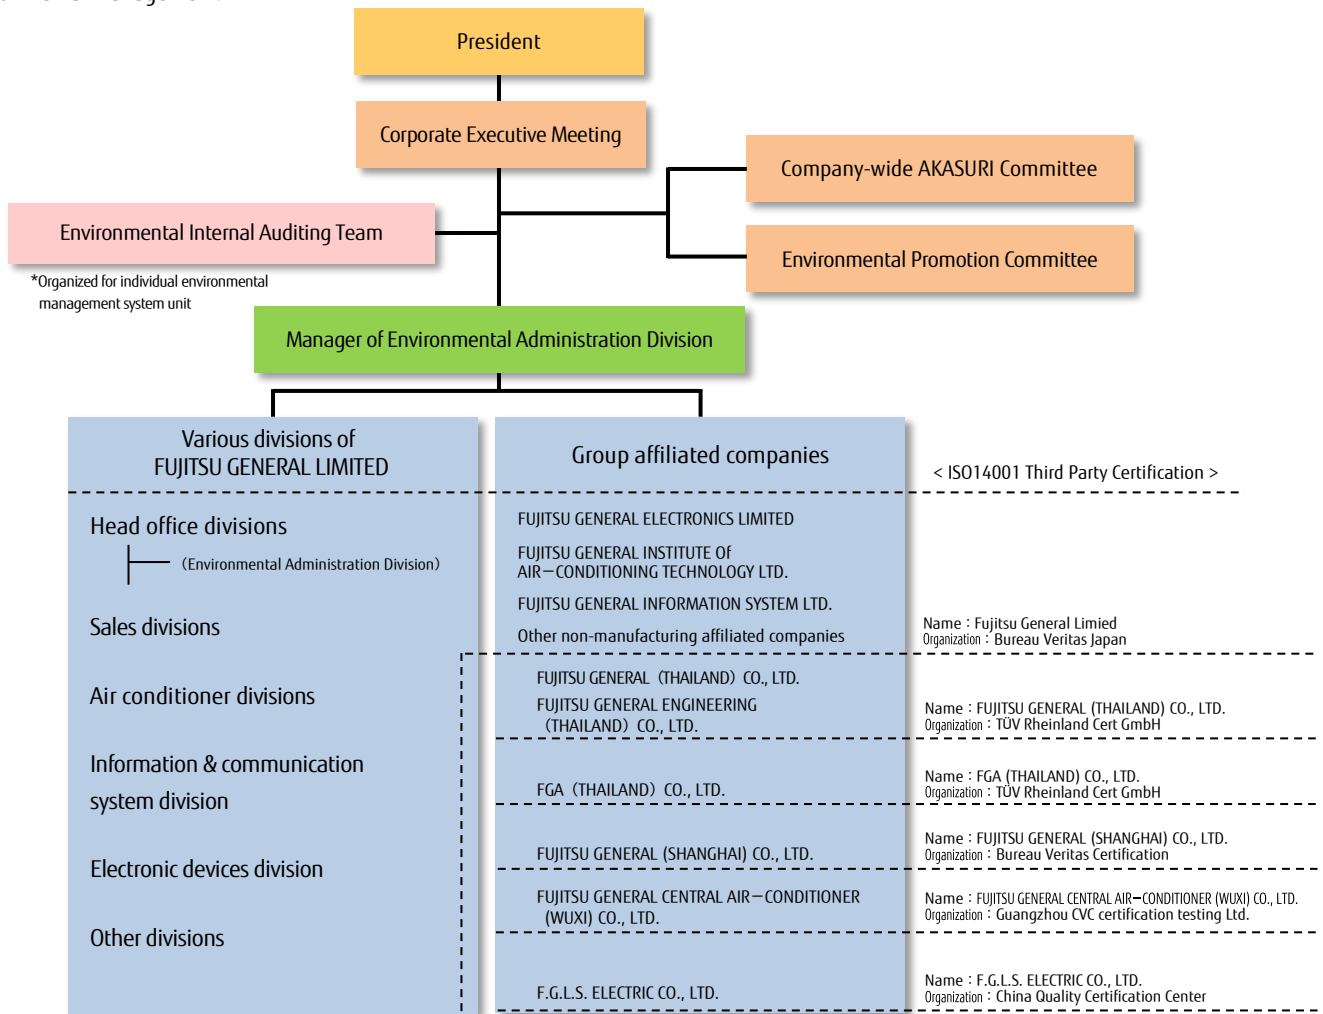 President
Corporate Executive Meeting
Company-wide AKASURI Committee
Environmental Internal Auditing Team
Environmental Promotion Committee
*Organized for individual environmental
management system unit
Manager of Environmental Administration Division
Various divisions of
FUJITSU GENERAL LIMITED
Head office divisions
(Environmental Administration Division)
Sales divisions
Air conditioner divisions
Information & communication
system division
Electronic devices division
Other divisions
Group affiliated companies
FUJITSU GENERAL ELECTRONICS LIMITED
FUJITSU GENERAL INSTITUTE Of
AIR－CONDITIONING TECHNOLOGY LTD.
FUJITSU GENERAL INFORMATION SYSTEM LTD.
Other non-manufacturing affiliated companies
FUJITSU GENERAL（THAILAND）CO., LTD.
FUJITSU GENERAL ENGINEERING
（THAILAND）CO., LTD.
FGA（THAILAND）CO., LTD.
FUJITSU GENERAL (SHANGHAI) CO., LTD.
FUJITSU GENERAL CENTRAL AIR－CONDITIONER
(WUXI) CO., LTD.
F.G.L.S. ELECTRIC CO., LTD.
< ISO14001 Third Party Certification >
Name：Fujitsu General Limied
Organization：Bureau Veritas Japan
Name：FUJITSU GENERAL (THAILAND) CO., LTD.
Organization：TÜV Rheinland Cert GmbH
Name：FGA (THAILAND) CO., LTD.
Organization：TÜV Rheinland Cert GmbH
Name：FUJITSU GENERAL (SHANGHAI) CO., LTD.
Organization：Bureau Veritas Certification
Name：FUJITSU GENERAL CENTRAL AIR－CONDITIONER (WUXI) CO., LTD.
Organization：Guangzhou CVC certification testing Ltd.
Name：F.G.L.S. ELECTRIC CO., LTD.
Organization：China Quality Certification Center